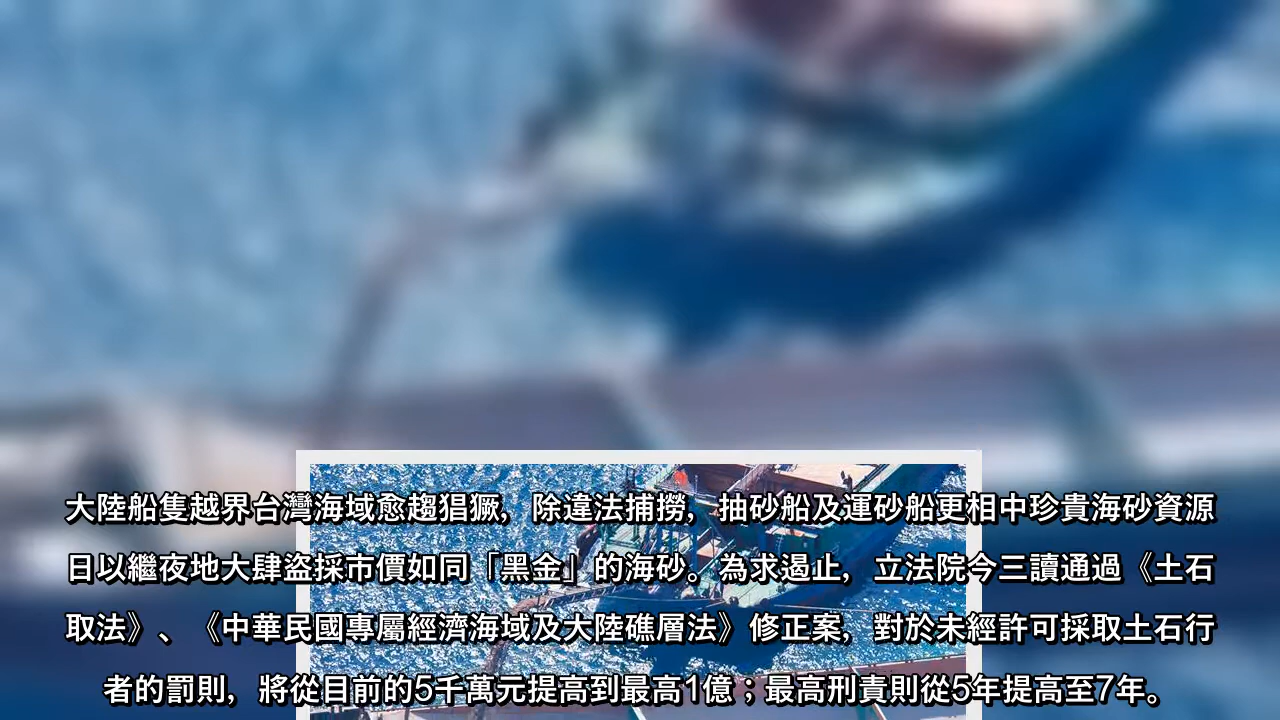 大陸船隻越界台灣海域愈趨猖獗，除違法捕撈，抽砂船及運砂船更相中珍貴海砂資源
日以繼夜地大肆盜採市價如同「黑金」的海砂。為求遏止，立法院今三讀通過《土石
取法》、《中華民國專屬經濟海域及大陸礁層法》修正案，對於未經許可採取土石行
者的罰則，將從目前的5千萬元提高到最高1億；最高刑責則從5年提高至7年。